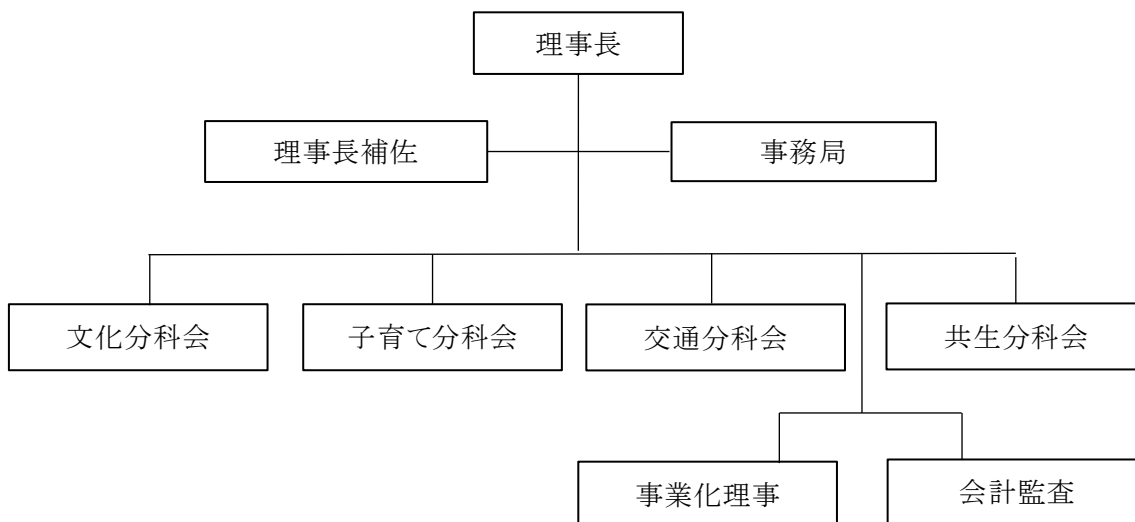 理事長
理事長補佐
事務局
文化分科会
子育て分科会
交通分科会
共生分科会
事業化理事
会計監査